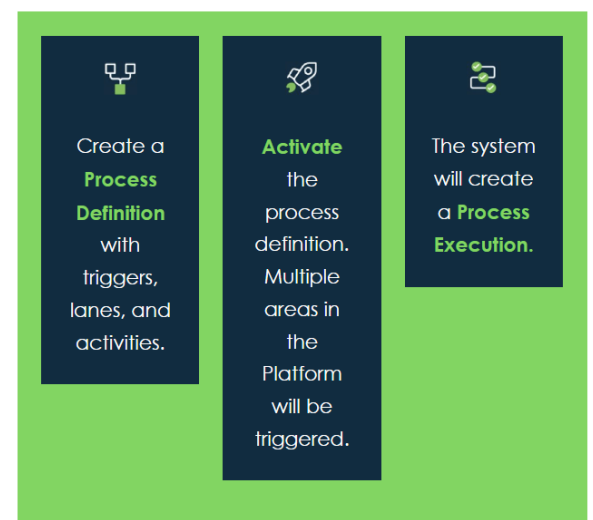 Create a
Process
Definition
with
triggers,
lanes, and
activities.
Activate
the
process
definition.
Multiple
areas in
the
Platform
will be
triggered.
The system
will create
a Process
Execution.